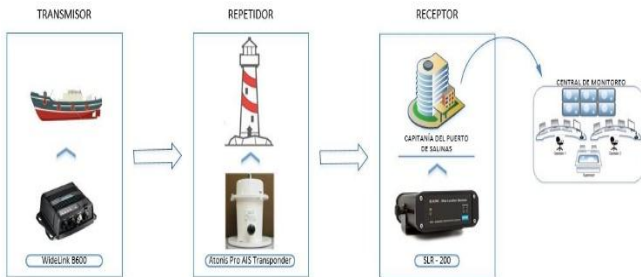 TRANSMISOR
REPETIDOR
RECEPTOR
CENTRAL DE MONITOREO
CAPITANÍA DEL PUERTO
DE SALINAS
WideLink B600
Atonis Pro AIS Transponder
SLR - 200